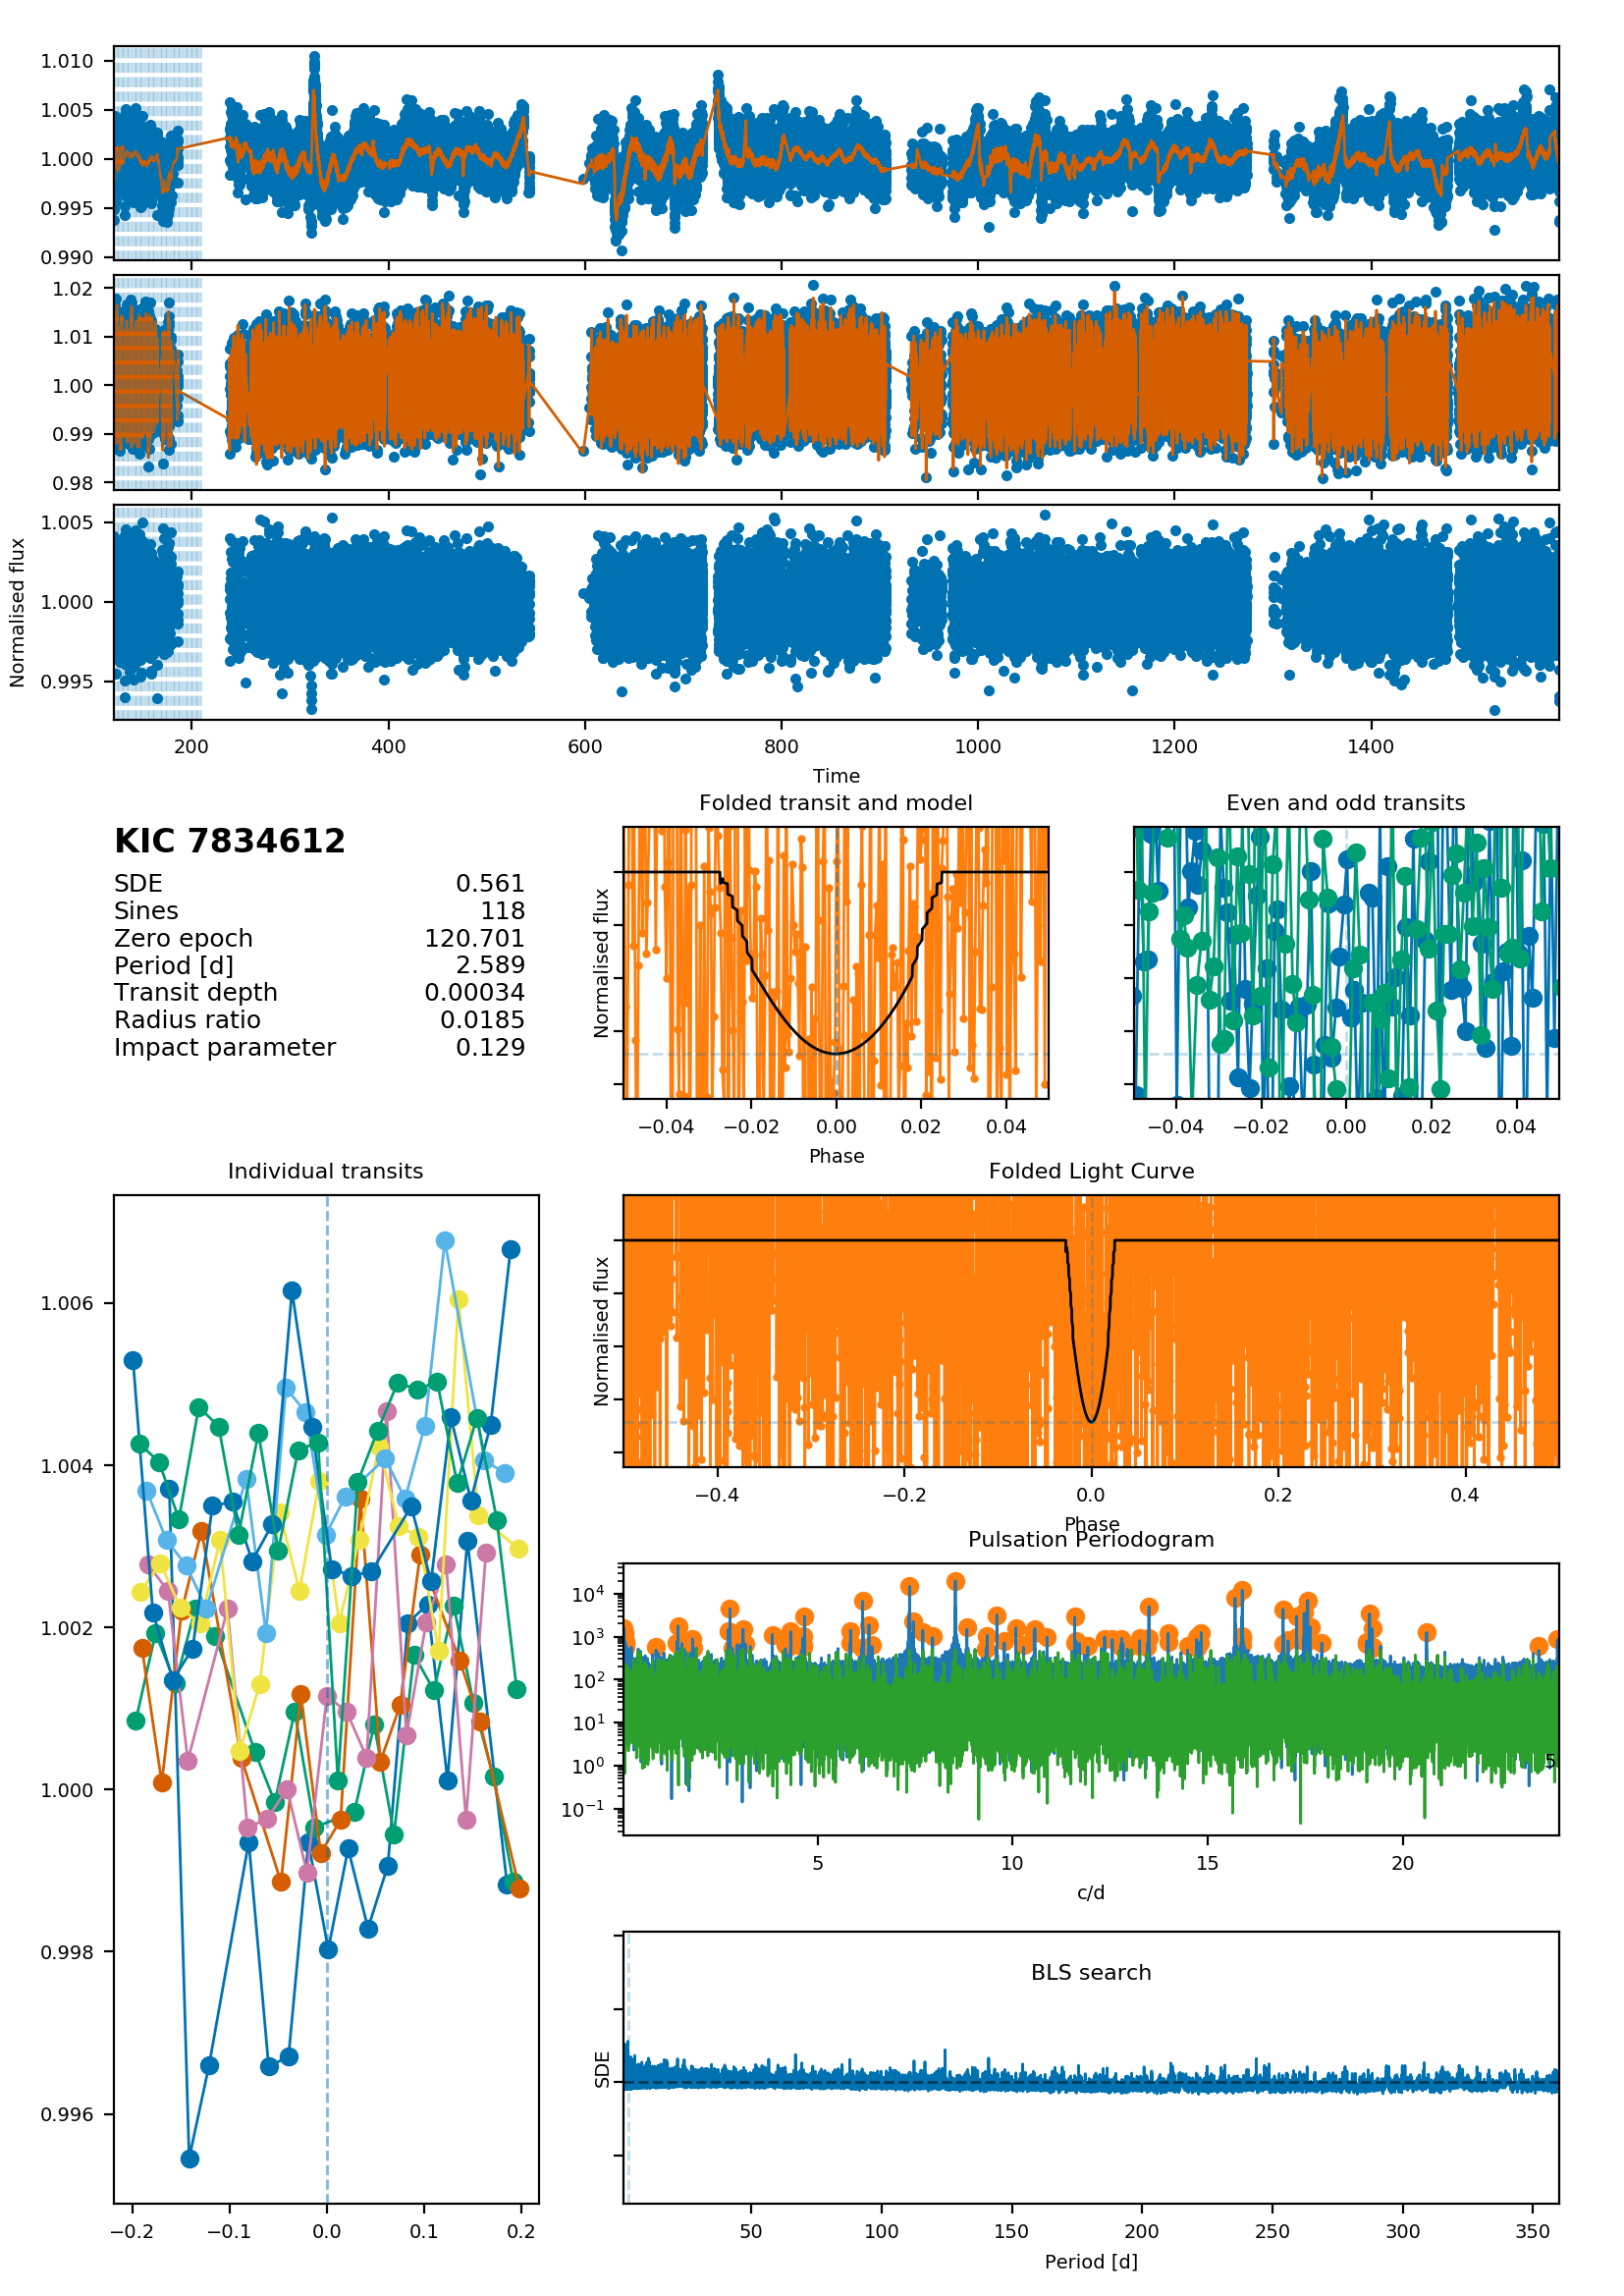 1.010
1.005
1.000
0.995
0.990
1.02
1.01
1.00
0.99
0.98
1.005
1.000
0.995
Normalised flux
200 400 600 800 1000 1200 1400
Time
KIC 7834612
SDE 0.561
Sines 118
Zero epoch 120.701
Period [d] 2.589
Transit depth 0.00034
Radius ratio 0.0185
Impact parameter 0.129
Folded transit and model
Normalised flux
−0.04 −0.02 0.00 0.02 0.04
Phase
Even and odd transits
−0.04 −0.02 0.00 0.02 0.04
Individual transits
1.006
1.004
1.002
1.000
0.998
0.996
−0.2 −0.1 0.0 0.1 0.2
Folded Light Curve
Normalised flux
−0.4 −0.2 0.0 0.2 0.4
Phase
Pulsation Periodogram
10⁴
10³
10²
10¹
10⁰
10⁻¹
5
5 10 15 20
c/d
BLS search
SDE
50 100 150 200 250 300 350
Period [d]